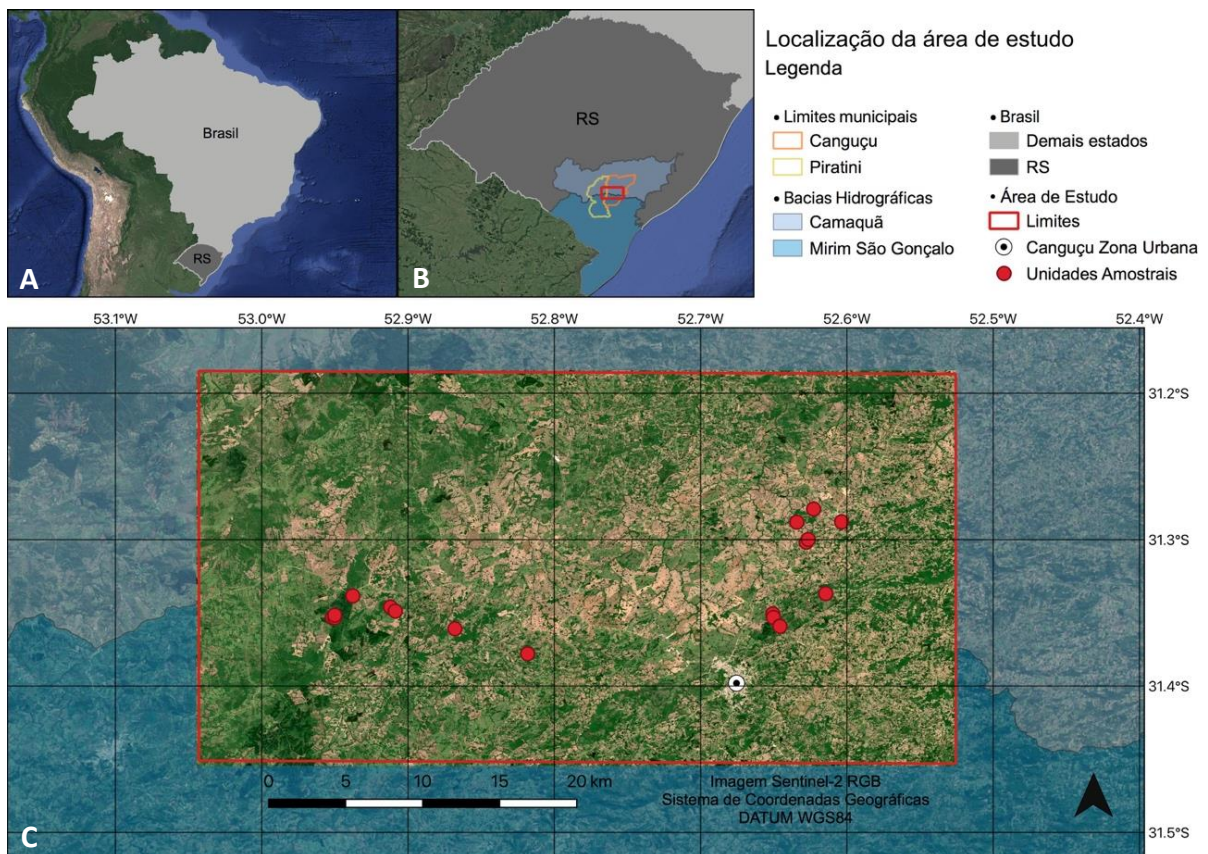 Brasil
RS
A
RS
B
Localização da área de estudo
Legenda
• Limites municipais
Canguçu
Piratini
• Bacias Hidrográficas
Camaquã
Mirim São Gonçalo
• Brasil
Demais estados
RS
• Área de Estudo
Limites
Canguçu Zona Urbana
Unidades Amostrais
53.1°W 53.0°W 52.9°W 52.8°W 52.7°W 52.6°W 52.5°W 52.4°W
31.2°S
31.3°S
31.4°S
31.5°S
0 5 10 15 20 km
Imagem Sentinel-2 RGB
Sistema de Coordenadas Geográficas
DATUM WGS84
C